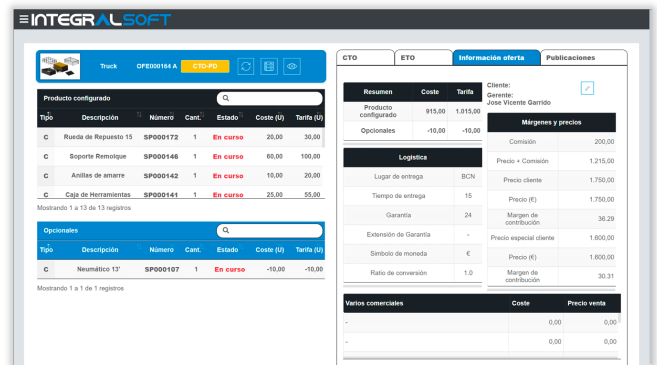 INTEGRALSOFT
Truck OFE000164 A CTO-PD
Producto configurado
Tipo Descripción Número Cant. Estado Coste (U) Tarifa (U)
C Rueda de Repuesto 15 SP000172 1 En curso 20,00 30,00
C Soporte Remolque SP000146 1 En curso 60,00 100,00
C Anillas de amarre SP000142 1 En curso 10,00 20,00
C Caja de Herramientas SP000141 1 En curso 25,00 55,00
Mostrando 1 a 13 de 13 registros
Opcionales
Tipo Descripción Número Cant. Estado Coste (U) Tarifa (U)
C Neumático 13' SP000107 1 En curso -10,00 -10,00
Mostrando 1 a 1 de 1 registros
CTO ETO Información oferta Publicaciones
Resumen Coste Tarifa
Producto configurado 915,00 1.015,00
Opcionales -10,00 -10,00
Logística
Lugar de entrega BCN
Tiempo de entrega 15
Garantía 24
Extensión de Garantía -
Símbolo de moneda €
Ratio de conversión 1.0
Cliente:
Gerente:
Jose Vicente Garrido
Márgenes y precios
Comisión 200,00
Precio + Comisión 1.215,00
Precio cliente 1.750,00
Precio (€) 1.750,00
Margen de contribución 36.29
Precio especial cliente 1.600,00
Precio (€) 1.600,00
Margen de contribución 30.31
Varios comerciales Coste Precio venta
- 0,00 0,00
- 0,00 0,00